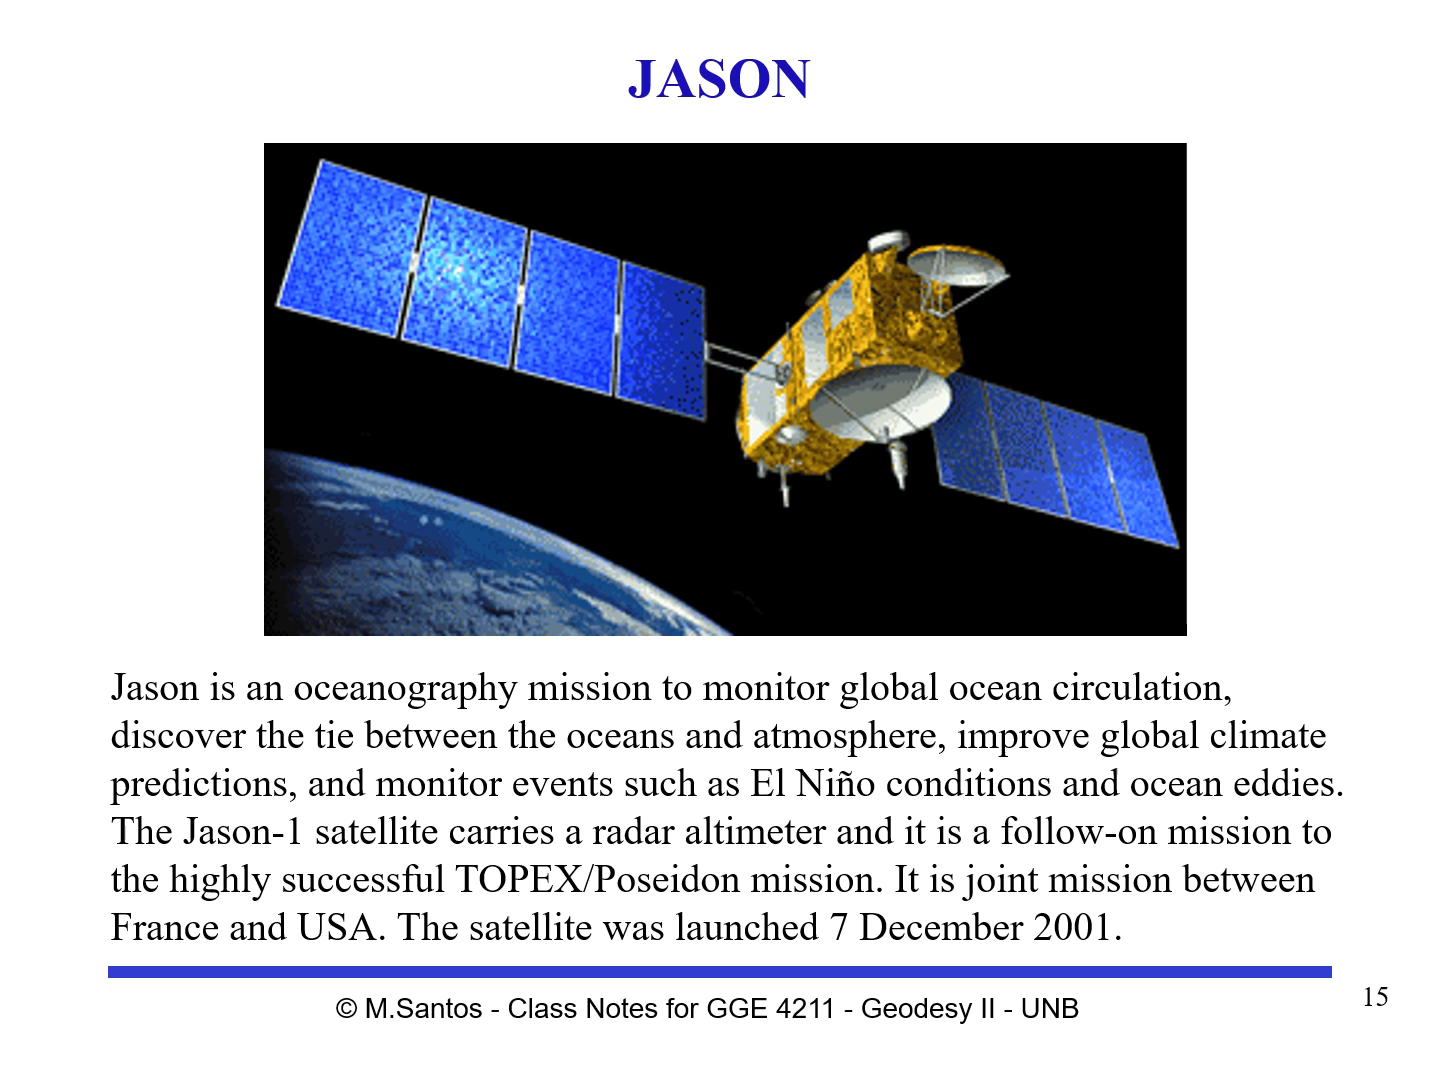 JASON
Jason is an oceanography mission to monitor global ocean circulation,
discover the tie between the oceans and atmosphere, improve global climate
predictions, and monitor events such as El Niño conditions and ocean eddies.
The Jason-1 satellite carries a radar altimeter and it is a follow-on mission to
the highly successful TOPEX/Poseidon mission. It is joint mission between
France and USA. The satellite was launched 7 December 2001.
© M.Santos - Class Notes for GGE 4211 - Geodesy II - UNB
15